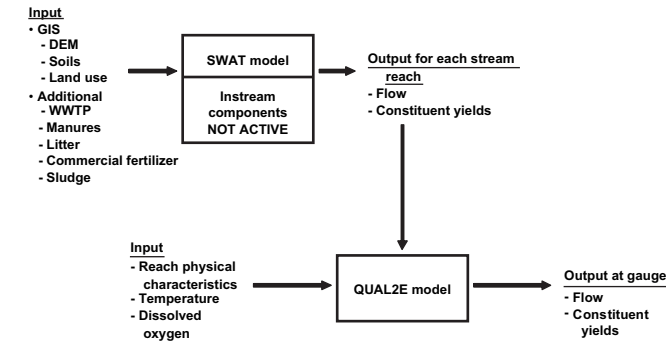 Input
• GIS
- DEM
- Soils
- Land use
• Additional
- WWTP
- Manures
- Litter
- Commercial fertilizer
- Sludge
SWAT model
Instream
components
NOT ACTIVE
Output for each stream
reach
- Flow
- Constituent yields
Input
- Reach physical
characteristics
- Temperature
- Dissolved
oxygen
QUAL2E model
Output at gauge
- Flow
- Constituent
yields